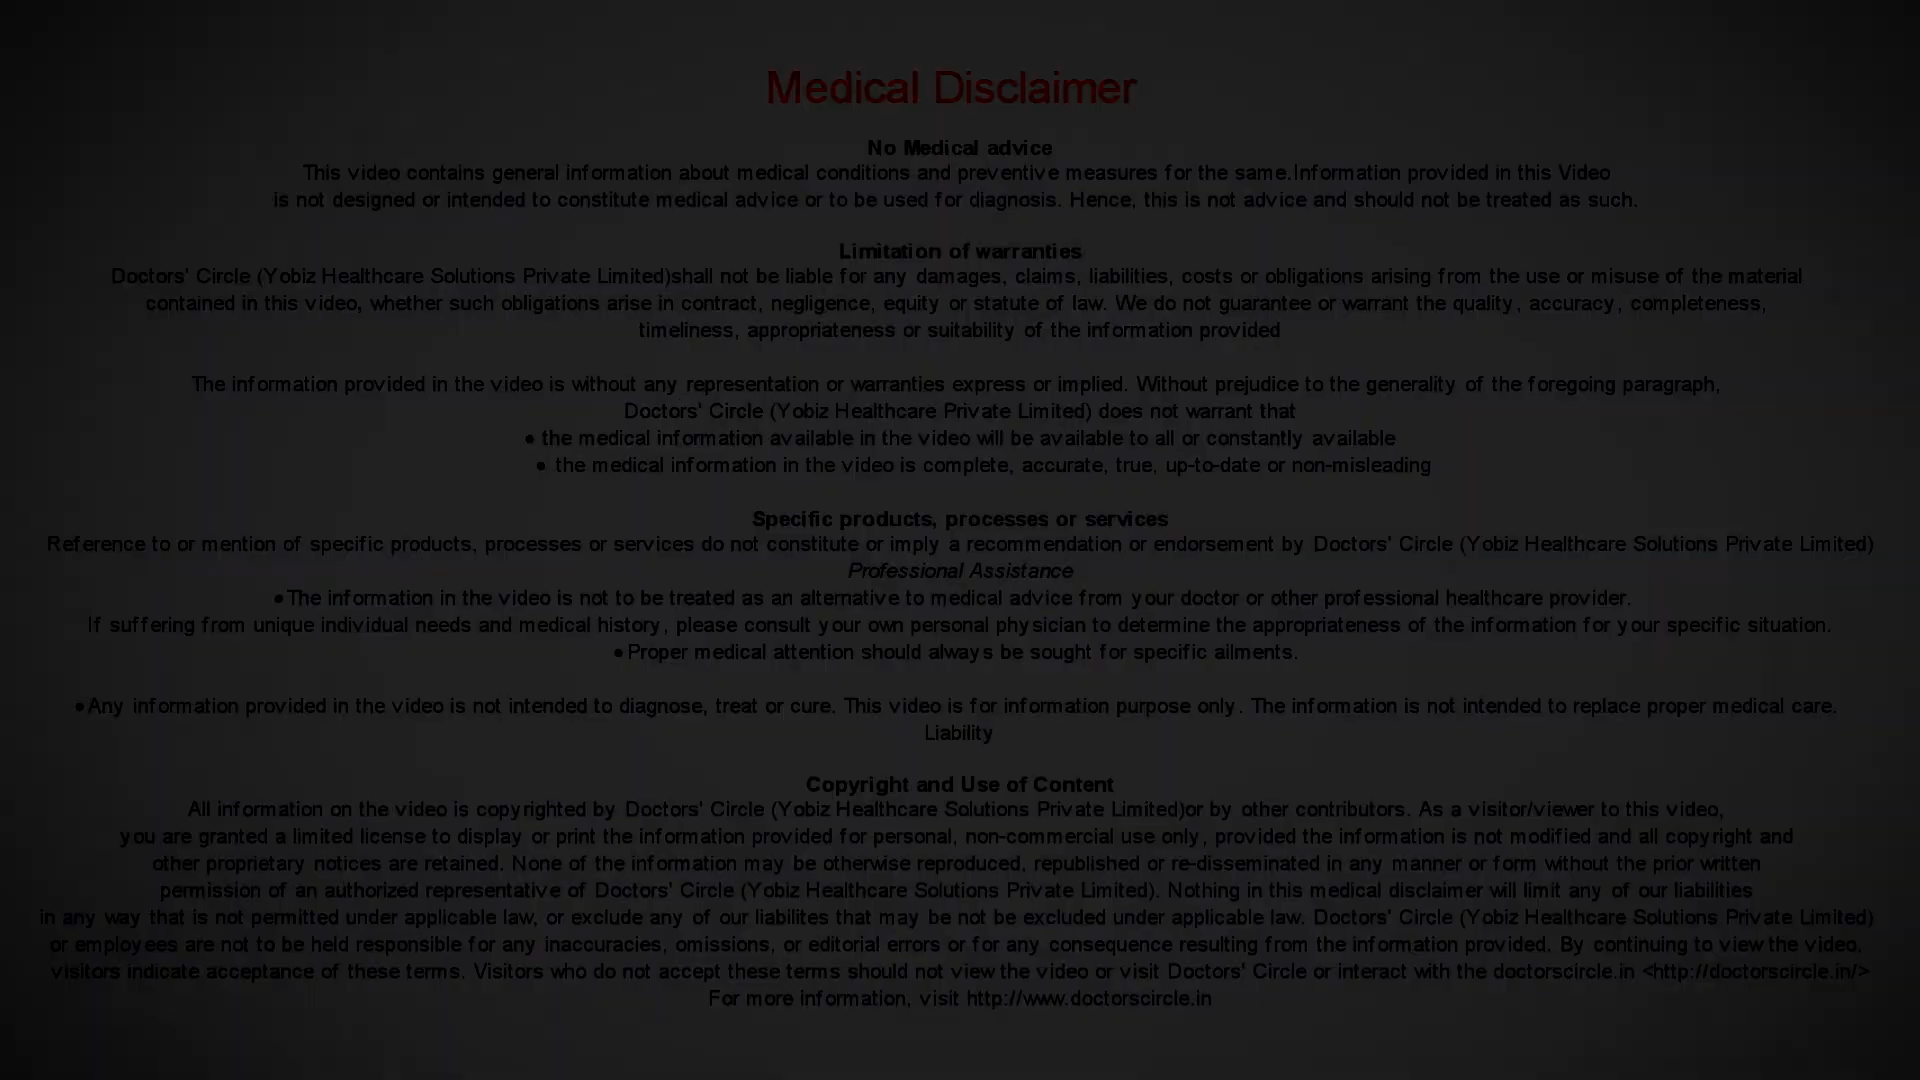 Medical Disclaimer
No Medical advice
This video contains general information about medical conditions and preventive measures for the same.Information provided in this Video
is not designed or intended to constitute medical advice or to be used for diagnosis. Hence, this is not advice and should not be treated as such.
Limitation of warranties
Doctors' Circle (Yobiz Healthcare Solutions Private Limited)shall not be liable for any damages, claims, liabilities, costs or obligations arising from the use or misuse of the material
contained in this video, whether such obligations arise in contract, negligence, equity or statute of law. We do not guarantee or warrant the quality, accuracy, completeness,
timeliness, appropriateness or suitability of the information provided
The information provided in the video is without any representation or warranties express or implied. Without prejudice to the generality of the foregoing paragraph,
Doctors' Circle (Yobiz Healthcare Private Limited) does not warrant that
• the medical information available in the video will be available to all or constantly available
• the medical information in the video is complete, accurate, true, up-to-date or non-misleading
Specific products, processes or services
Reference to or mention of specific products, processes or services do not constitute or imply a recommendation or endorsement by Doctors' Circle (Yobiz Healthcare Solutions Private Limited)
Professional Assistance
•The information in the video is not to be treated as an alternative to medical advice from your doctor or other professional healthcare provider.
If suffering from unique individual needs and medical history, please consult your own personal physician to determine the appropriateness of the information for your specific situation.
•Proper medical attention should always be sought for specific ailments.
•Any information provided in the video is not intended to diagnose, treat or cure. This video is for information purpose only. The information is not intended to replace proper medical care.
Liability
Copyright and Use of Content
All information on the video is copyrighted by Doctors' Circle (Yobiz Healthcare Solutions Private Limited)or by other contributors. As a visitor/viewer to this video,
you are granted a limited license to display or print the information provided for personal, non-commercial use only, provided the information is not modified and all copyright and
other proprietary notices are retained. None of the information may be otherwise reproduced, republished or re-disseminated in any manner or form without the prior written
permission of an authorized representative of Doctors' Circle (Yobiz Healthcare Solutions Private Limited). Nothing in this medical disclaimer will limit any of our liabilities
in any way that is not permitted under applicable law, or exclude any of our liabilites that may be not be excluded under applicable law. Doctors' Circle (Yobiz Healthcare Solutions Private Limited)
or employees are not to be held responsible for any inaccuracies, omissions, or editorial errors or for any consequence resulting from the information provided. By continuing to view the video,
visitors indicate acceptance of these terms. Visitors who do not accept these terms should not view the video or visit Doctors' Circle or interact with the doctorscircle.in <http://doctorscircle.in/>
For more information, visit http://www.doctorscircle.in